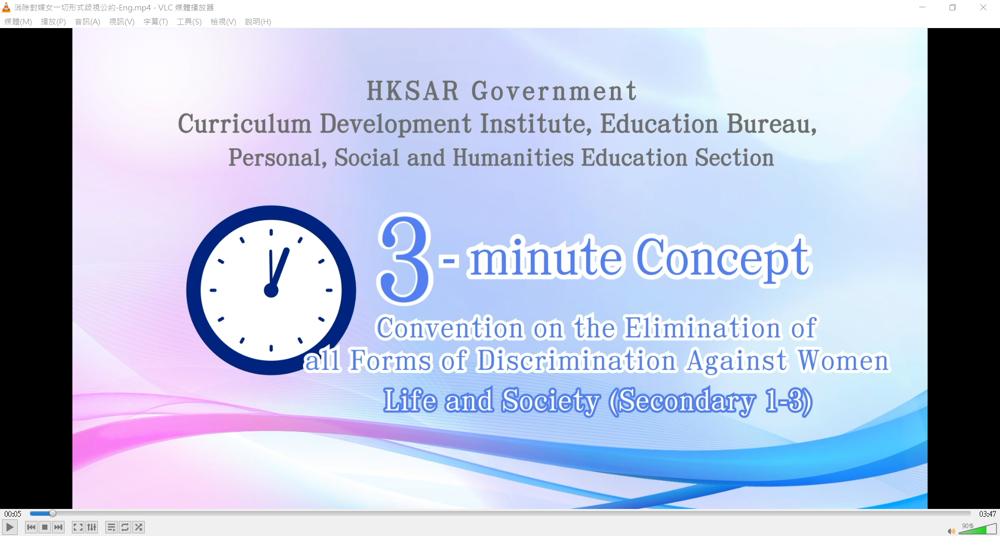 消除對婦女一切形式歧視公約-Eng.mp4 - VLC 媒體播放器
媒體(M) 播放(P) 音訊(A) 視訊(V) 字幕(T) 工具(S) 檢視(V) 說明(H)
HKSAR Government
Curriculum Development Institute, Education Bureau,
Personal, Social and Humanities Education Section
3-minute Concept
Convention on the Elimination of
all Forms of Discrimination Against Women
Life and Society (Secondary 1-3)
00:05
03:47
90%